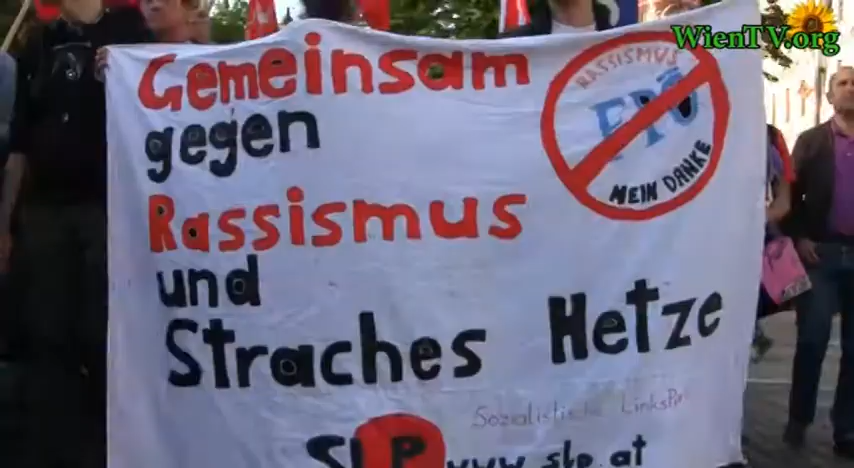 WienTV.org
Gemeinsam
gegen
Rassismus
und
Straches Hetze
RASSISMUS
FPÖ
NEIN DANKE
Sozialistische LinksPartei
SLP www.slp.at